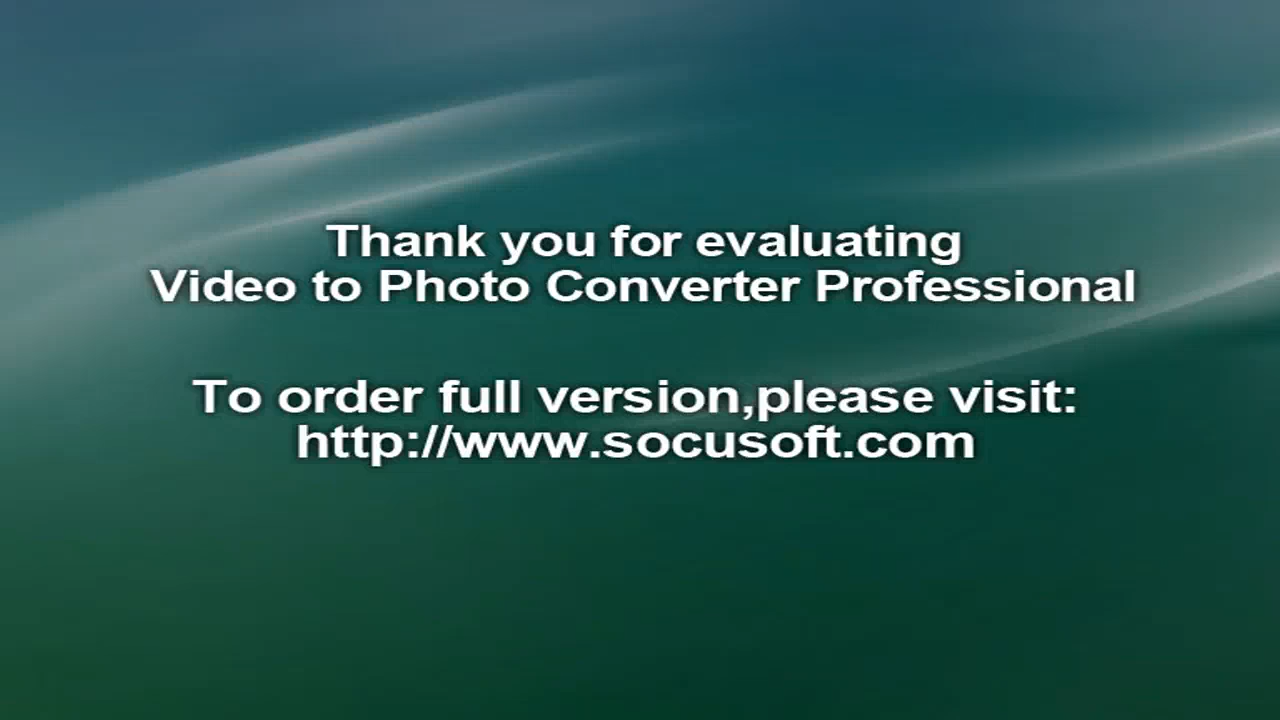 Thank you for evaluating
Video to Photo Converter Professional
To order full version,please visit:
http://www.socusoft.com